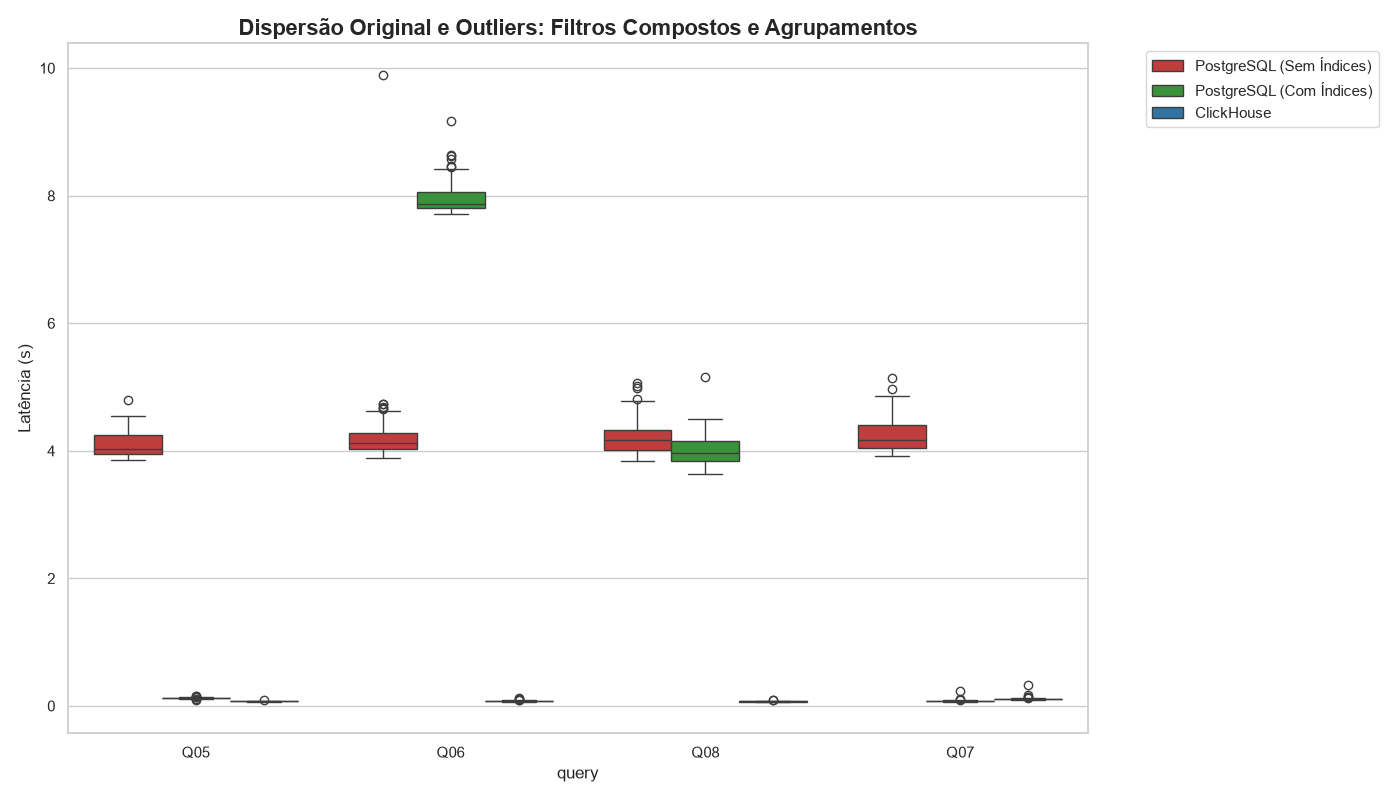 Dispersão Original e Outliers: Filtros Compostos e Agrupamentos
PostgreSQL (Sem Índices)
PostgreSQL (Com Índices)
ClickHouse
Latência (s)
10
8
6
4
2
0
Q05
Q06
Q08
Q07
query